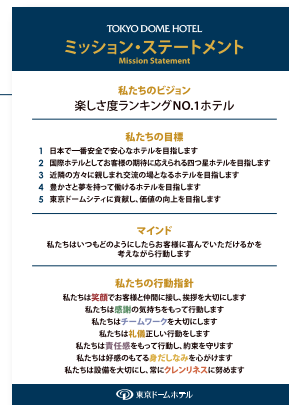 TOKYO DOME HOTEL
ミッション・ステートメント
Mission Statement
私たちのビジョン
楽しさ度ランキングNO.1ホテル
私たちの目標
1 日本で一番安全で安心なホテルを目指します
2 国際ホテルとしてお客様の期待に応えられる四つ星ホテルを目指します
3 近隣の方々に親しまれ交流の場となるホテルを目指します
4 豊かさと夢を持って働けるホテルを目指します
5 東京ドームシティに貢献し、価値の向上を目指します
マインド
私たちはいつもどのようにしたらお客様に喜んでいただけるかを
考えながら行動します
私たちの行動指針
私たちは笑顔でお客様と仲間に接し、挨拶を大切にします
私たちは感謝の気持ちをもって行動します
私たちはチームワークを大切にします
私たちは礼儀正しい行動をします
私たちは責任感をもって行動し、約束を守ります
私たちは好感のもてる身だしなみを心がけます
私たちは設備を大切にし、常にクレンリネスに努めます
東京ドームホテル